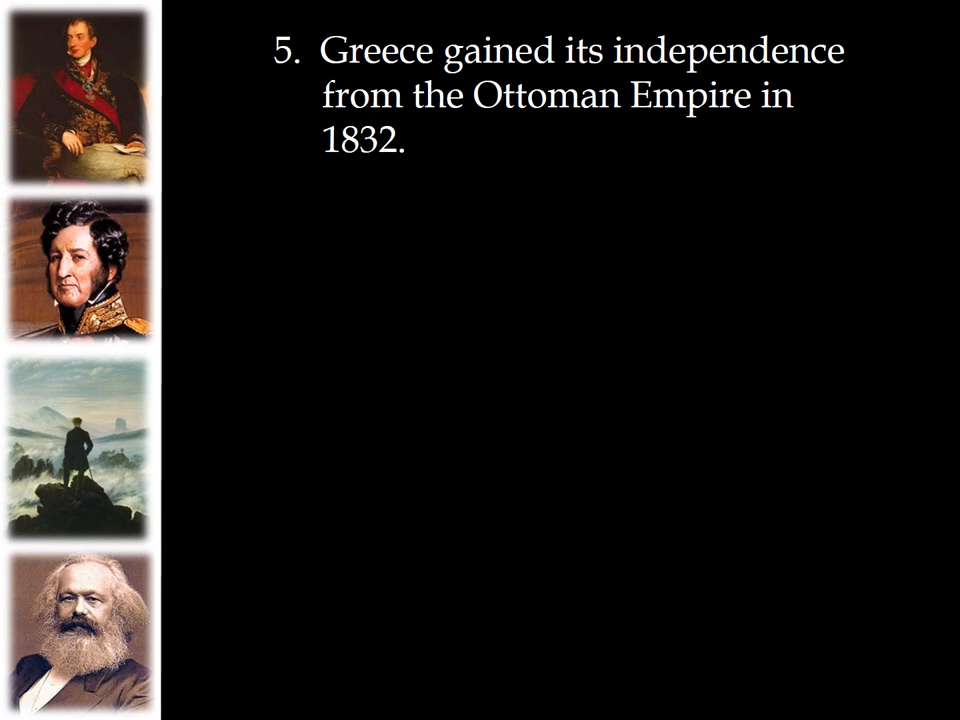 5. Greece gained its independence
from the Ottoman Empire in
1832.